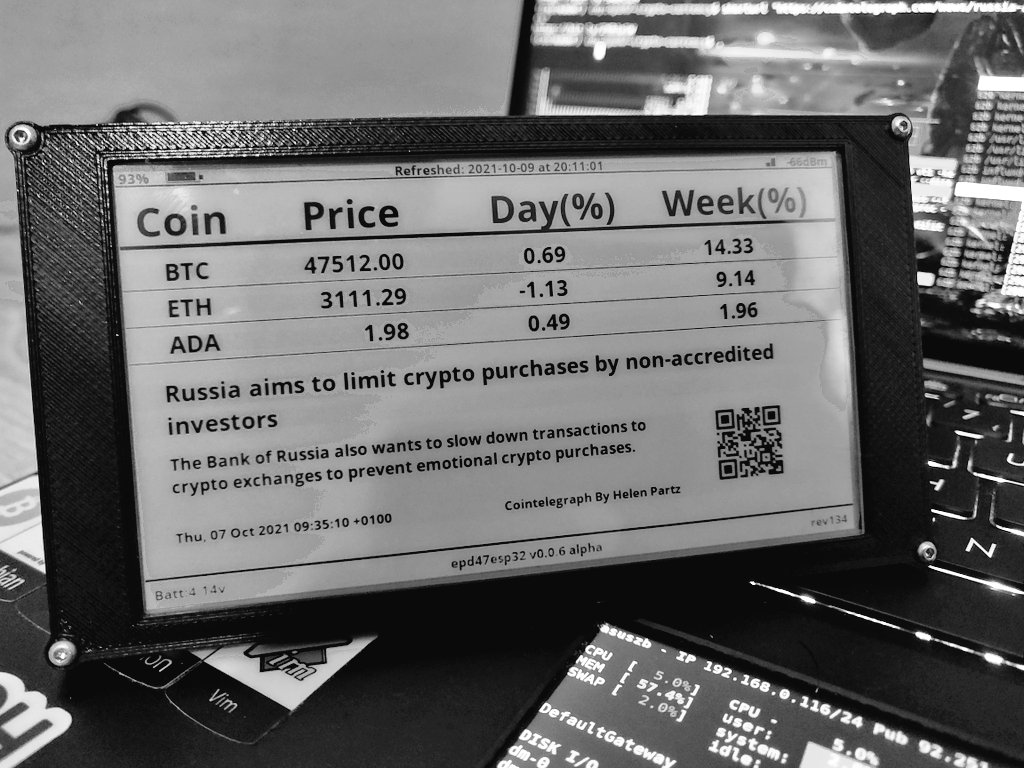 93%
Refreshed: 2021-10-09 at 20:11:01
-66dBm
Coin Price Day(%) Week(%)
BTC 47512.00 0.69 14.33
ETH 3111.29 -1.13 9.14
ADA 1.98 0.49 1.96
Russia aims to limit crypto purchases by non-accredited
investors
The Bank of Russia also wants to slow down transactions to
crypto exchanges to prevent emotional crypto purchases.
Cointelegraph By Helen Partz
Thu, 07 Oct 2021 09:35:10 +0100
rev134
epd47esp32 v0.0.6 alpha
Batt:4.14v
Vim
Z
asuszb - IP 192.168.0.116/24 Pub 92.251
CPU [ 5.0%]
MEM [ 57.4%]
SWAP [ 2.0%]
CPU -
user: 5.0%
system:
idle:
DefaultGateway
DISK I/O
dm-0